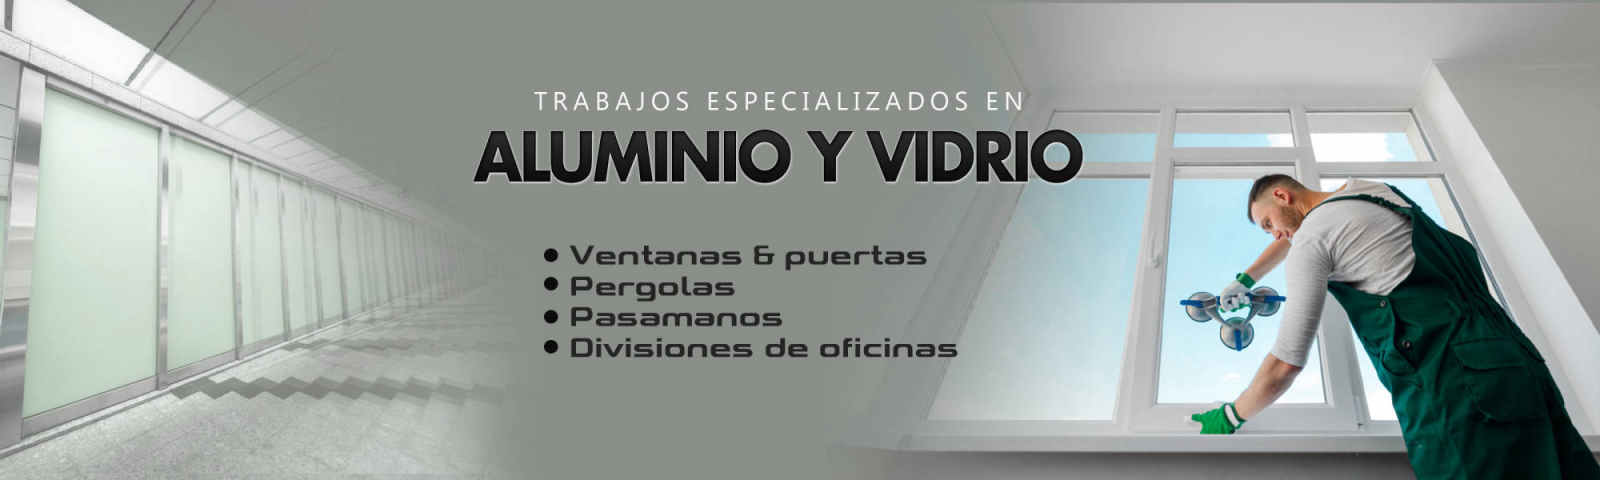 TRABAJOS ESPECIALIZADOS EN
ALUMINIO Y VIDRIO
● Ventanas & puertas
● Pergolas
● Pasamanos
● Divisiones de oficinas